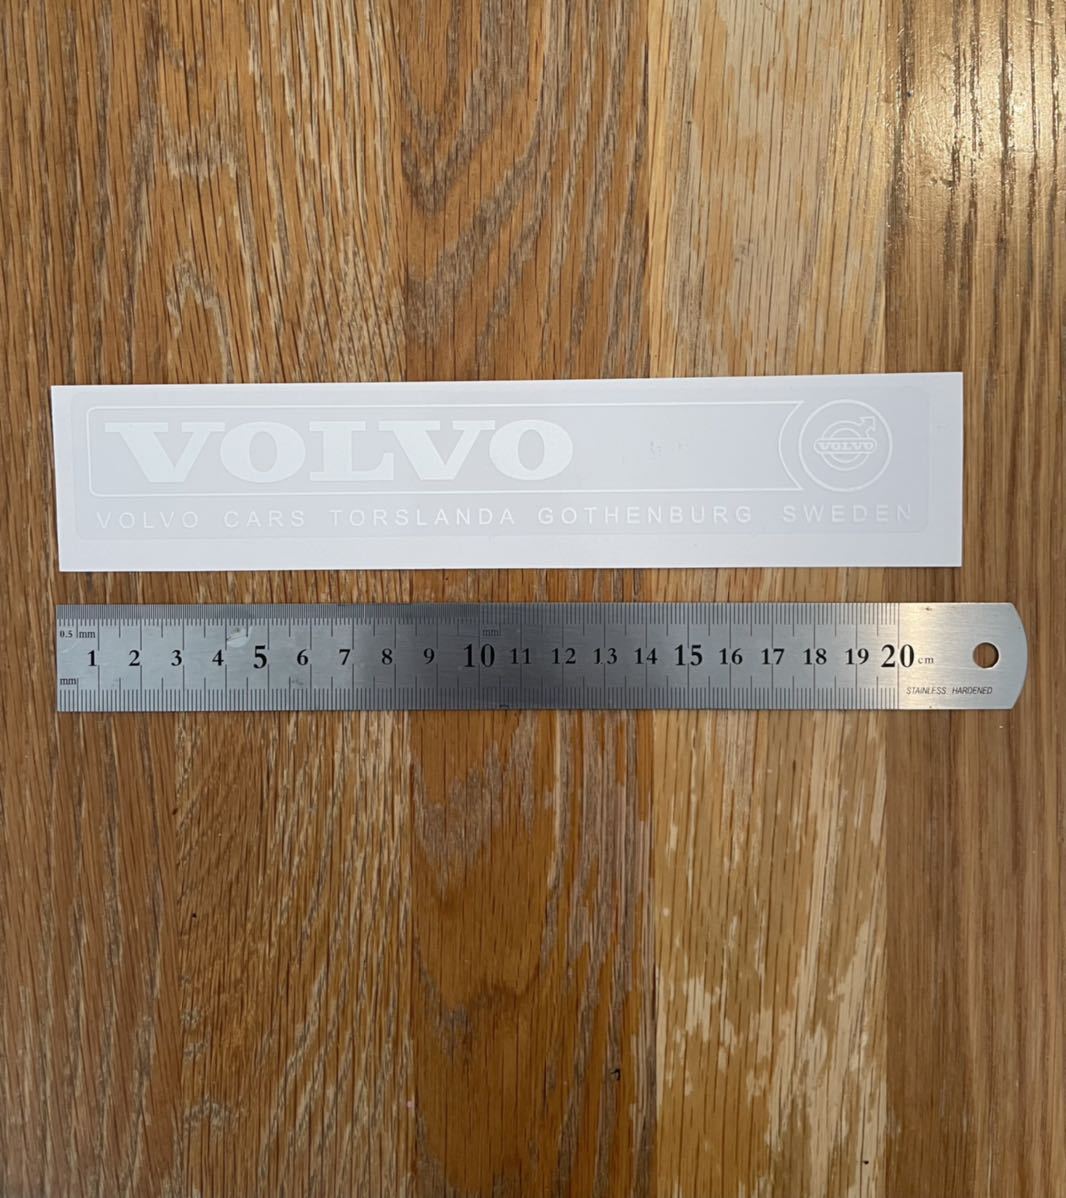 VOLVO
VOLVO
VOLVO CARS TORSLANDA GOTHENBURG SWEDEN
0.5 mm
mm
1 2 3 4 5 6 7 8 9 10 11 12 13 14 15 16 17 18 19 20 cm
mm
STAINLESS HARDENED